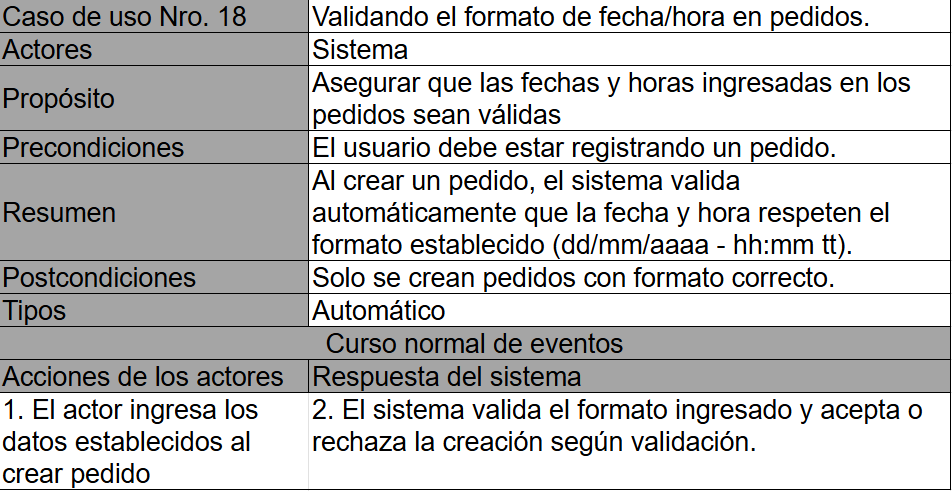 Caso de uso Nro. 18
Validando el formato de fecha/hora en pedidos.
Actores
Sistema
Propósito
Asegurar que las fechas y horas ingresadas en los
pedidos sean válidas
Precondiciones
El usuario debe estar registrando un pedido.
Resumen
Al crear un pedido, el sistema valida
automáticamente que la fecha y hora respeten el
formato establecido (dd/mm/aaaa - hh:mm tt).
Postcondiciones
Solo se crean pedidos con formato correcto.
Tipos
Automático
Curso normal de eventos
Acciones de los actores
Respuesta del sistema
1. El actor ingresa los
datos establecidos al
crear pedido
2. El sistema valida el formato ingresado y acepta o
rechaza la creación según validación.